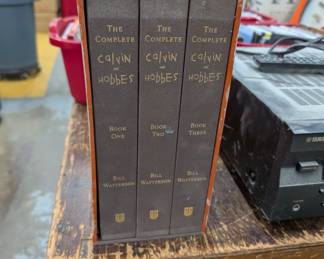 The
Complete
Calvin
and
Hobbes
Book
One
Bill
Watterson
The
Complete
Calvin
and
Hobbes
Book
Two
Bill
Watterson
The
Complete
Calvin
and
Hobbes
Book
Three
Bill
Watterson